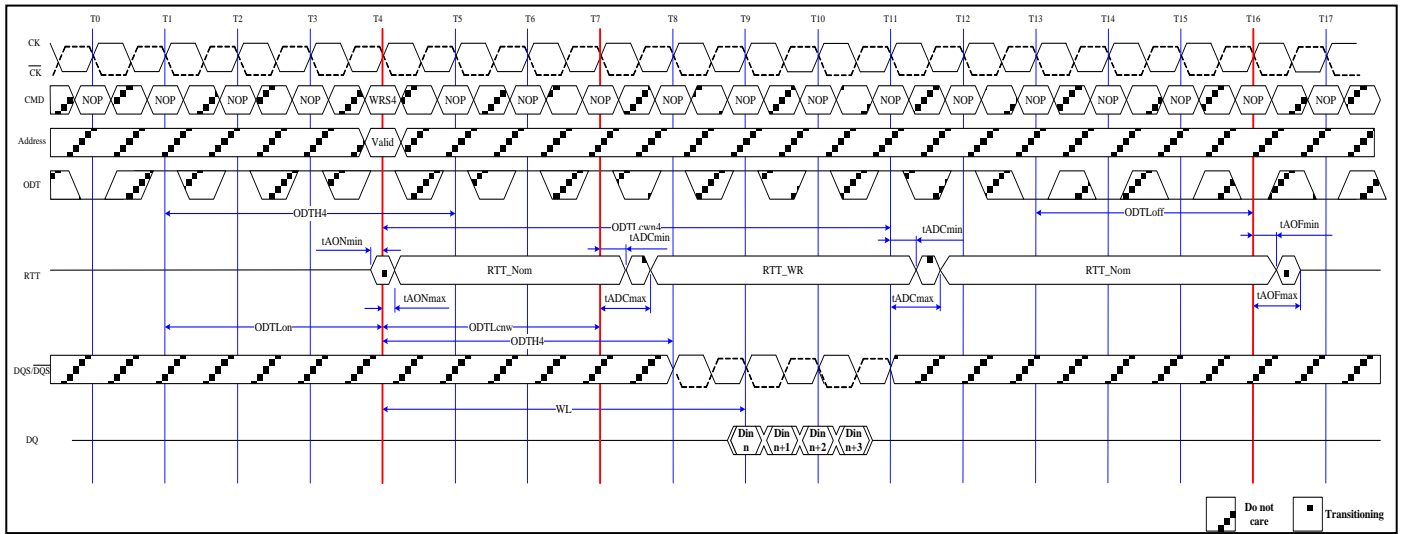 T0 T1 T2 T3 T4 T5 T6 T7 T8 T9 T10 T11 T12 T13 T14 T15 T16 T17
CK
CK
CMD NOP NOP NOP NOP WRS4 NOP NOP NOP NOP NOP NOP NOP NOP NOP NOP NOP NOP NOP
Address Valid
ODT
ODTH4 ODTLoff
ODTLcwn4
tAONmin tADCmin tADCmin tAOFmin
RTT RTT_Nom RTT_WR RTT_Nom
tAONmax tADCmax tADCmax tAOFmax
ODTLon ODTLcnw
ODTH4
DQS/DQS
WL
DQ Din n Din n+1 Din n+2 Din n+3
Do not care Transitioning